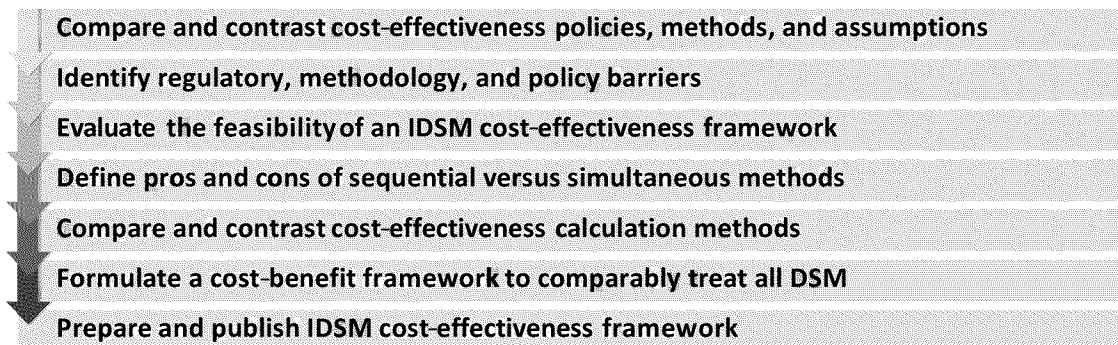 Compare and contrast cost-effectiveness policies, methods, and assumptions
Identify regulatory, methodology, and policy barriers
Evaluate the feasibility of an IDSM cost-effectiveness framework
Define pros and cons of sequential versus simultaneous methods
Compare and contrast cost-effectiveness calculation methods
Formulate a cost-benefit framework to comparably treat all DSM
Prepare and publish IDSM cost-effectiveness framework